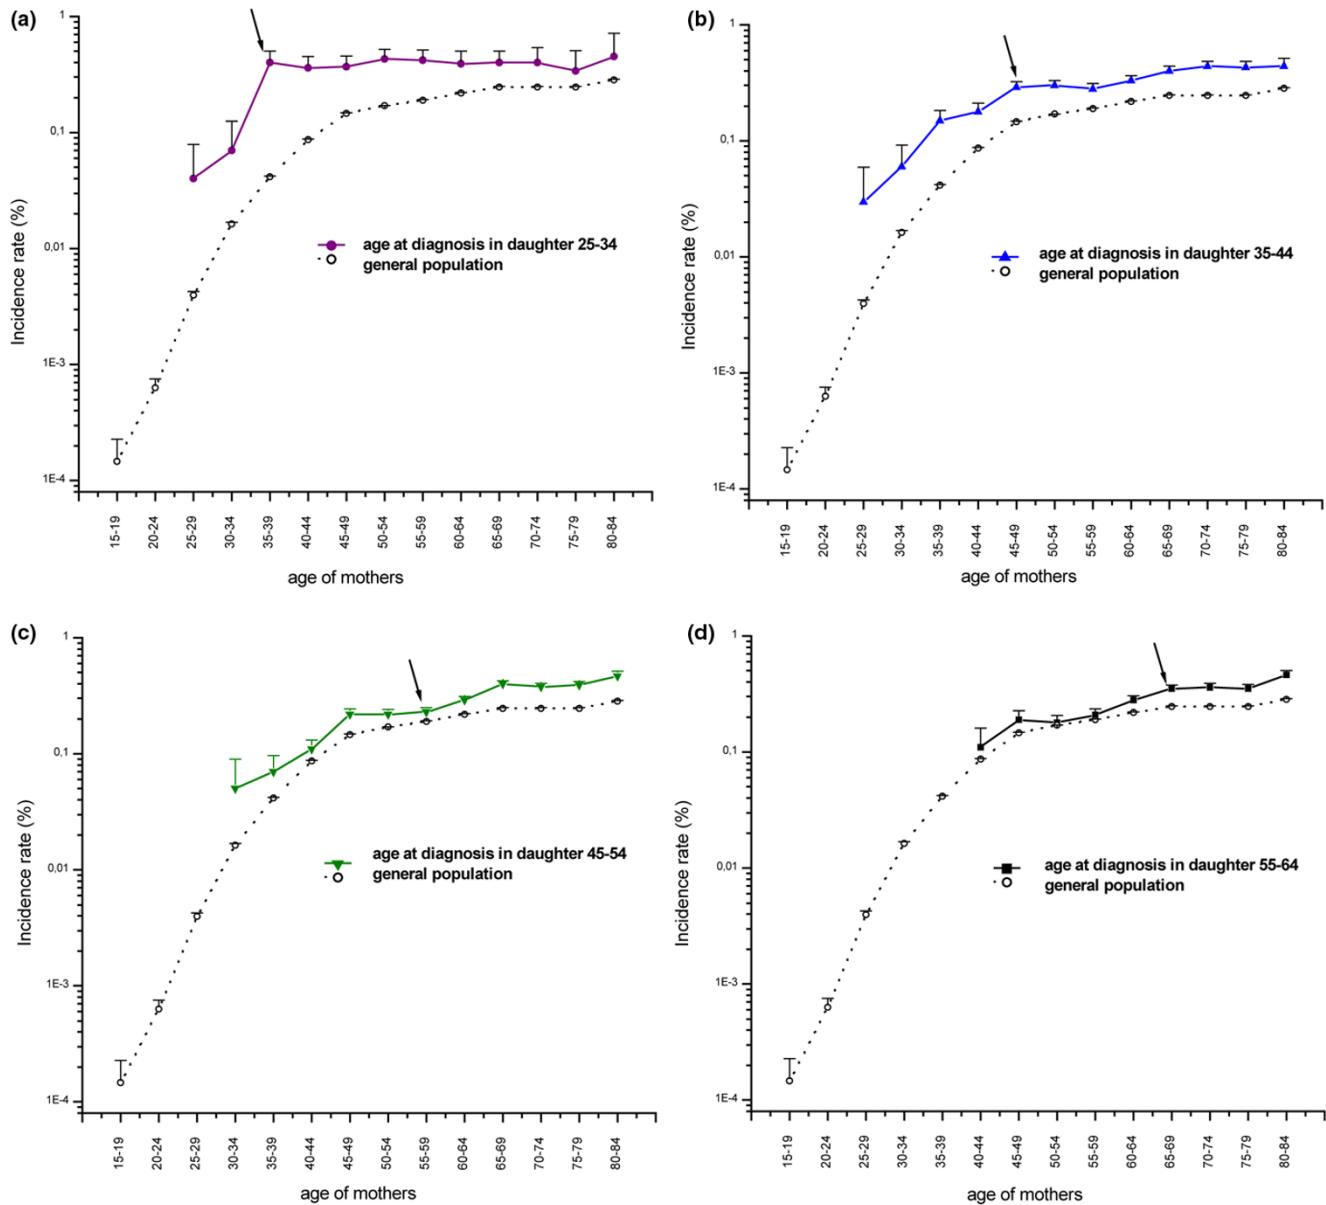 (a)
1
0,1
0,01
1E-3
1E-4
Incidence rate (%)
age at diagnosis in daughter 25-34
general population
15-19
20-24
25-29
30-34
35-39
40-44
45-49
50-54
55-59
60-64
65-69
70-74
75-79
80-84
age of mothers
(b)
1
0,1
0,01
1E-3
1E-4
Incidence rate (%)
age at diagnosis in daughter 35-44
general population
15-19
20-24
25-29
30-34
35-39
40-44
45-49
50-54
55-59
60-64
65-69
70-74
75-79
80-84
age of mothers
(c)
1
0,1
0,01
1E-3
1E-4
Incidence rate (%)
age at diagnosis in daughter 45-54
general population
15-19
20-24
25-29
30-34
35-39
40-44
45-49
50-54
55-59
60-64
65-69
70-74
75-79
80-84
age of mothers
(d)
1
0,1
0,01
1E-3
1E-4
Incidence rate (%)
age at diagnosis in daughter 55-64
general population
15-19
20-24
25-29
30-34
35-39
40-44
45-49
50-54
55-59
60-64
65-69
70-74
75-79
80-84
age of mothers